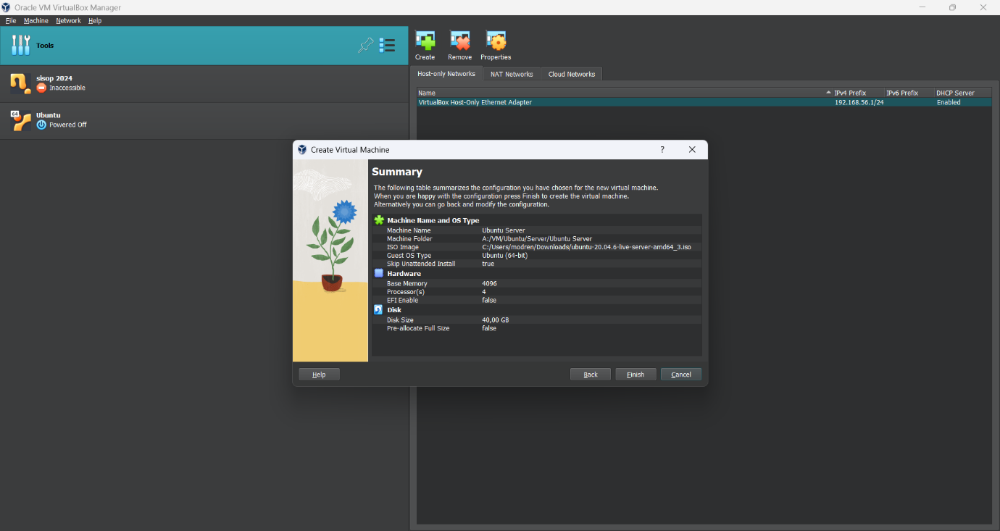 Oracle VM VirtualBox Manager
File Machine Network Help
Tools
sisop 2024
Inaccessible
64
Ubuntu
Powered Off
Create Remove Properties
Host-only Networks NAT Networks Cloud Networks
Name IPv4 Prefix IPv6 Prefix DHCP Server
VirtualBox Host-Only Ethernet Adapter 192.168.56.1/24 Enabled
Create Virtual Machine ?
Summary
The following table summarizes the configuration you have chosen for the new virtual machine.
When you are happy with the configuration press Finish to create the virtual machine.
Alternatively you can go back and modify the configuration.
Machine Name and OS Type
Machine Name Ubuntu Server
Machine Folder A:/VM/Ubuntu/Server/Ubuntu Server
ISO Image C:/Users/modren/Downloads/ubuntu-20.04.6-live-server-amd64_3.iso
Guest OS Type Ubuntu (64-bit)
Skip Unattended Install true
Hardware
Base Memory 4096
Processor(s) 4
EFI Enable false
Disk
Disk Size 40,00 GB
Pre-allocate Full Size false
Help Back Finish Cancel